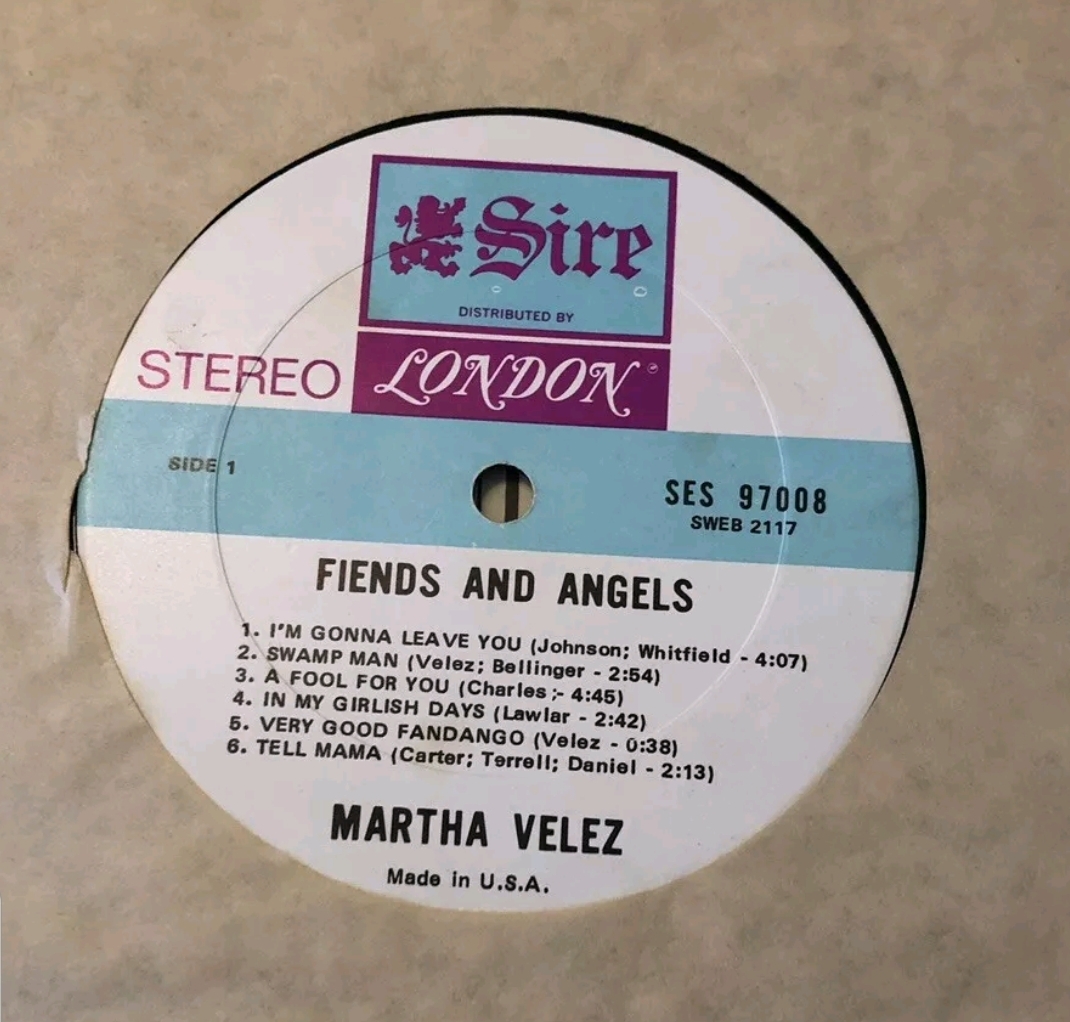 Sire
DISTRIBUTED BY
LONDON
STEREO
SIDE 1
SES 97008
SWEB 2117
FIENDS AND ANGELS
1. I'M GONNA LEAVE YOU (Johnson; Whitfield - 4:07)
2. SWAMP MAN (Velez; Bellinger - 2:54)
3. A FOOL FOR YOU (Charles;- 4:45)
4. IN MY GIRLISH DAYS (Lawlar - 2:42)
5. VERY GOOD FANDANGO (Velez - 0:38)
6. TELL MAMA (Carter; Terrell; Daniel - 2:13)
MARTHA VELEZ
Made in U.S.A.